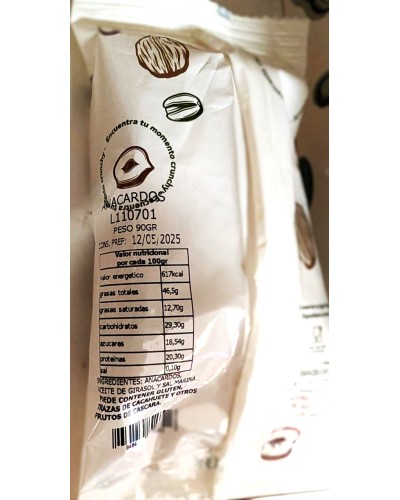 Encuentra tu momento crunchy
ANACARDOS
L110701
PESO 90GR
CONS. PREF: 12/05/2025
Valor nutricional
por cada 100gr
valor energetico 617kcal
grasas totales 46,5g
grasas saturadas 12,70g
carbohidratos 29,30g
azucares 18,54g
proteinas 20,30g
sal 0,10g
INGREDIENTES: ANACARDOS,
ACEITE DE GIRASOL Y SAL MARINA
PUEDE CONTENER GLUTEN,
TRAZAS DE CACAHUETE Y OTROS
FRUTOS DE CASCARA.